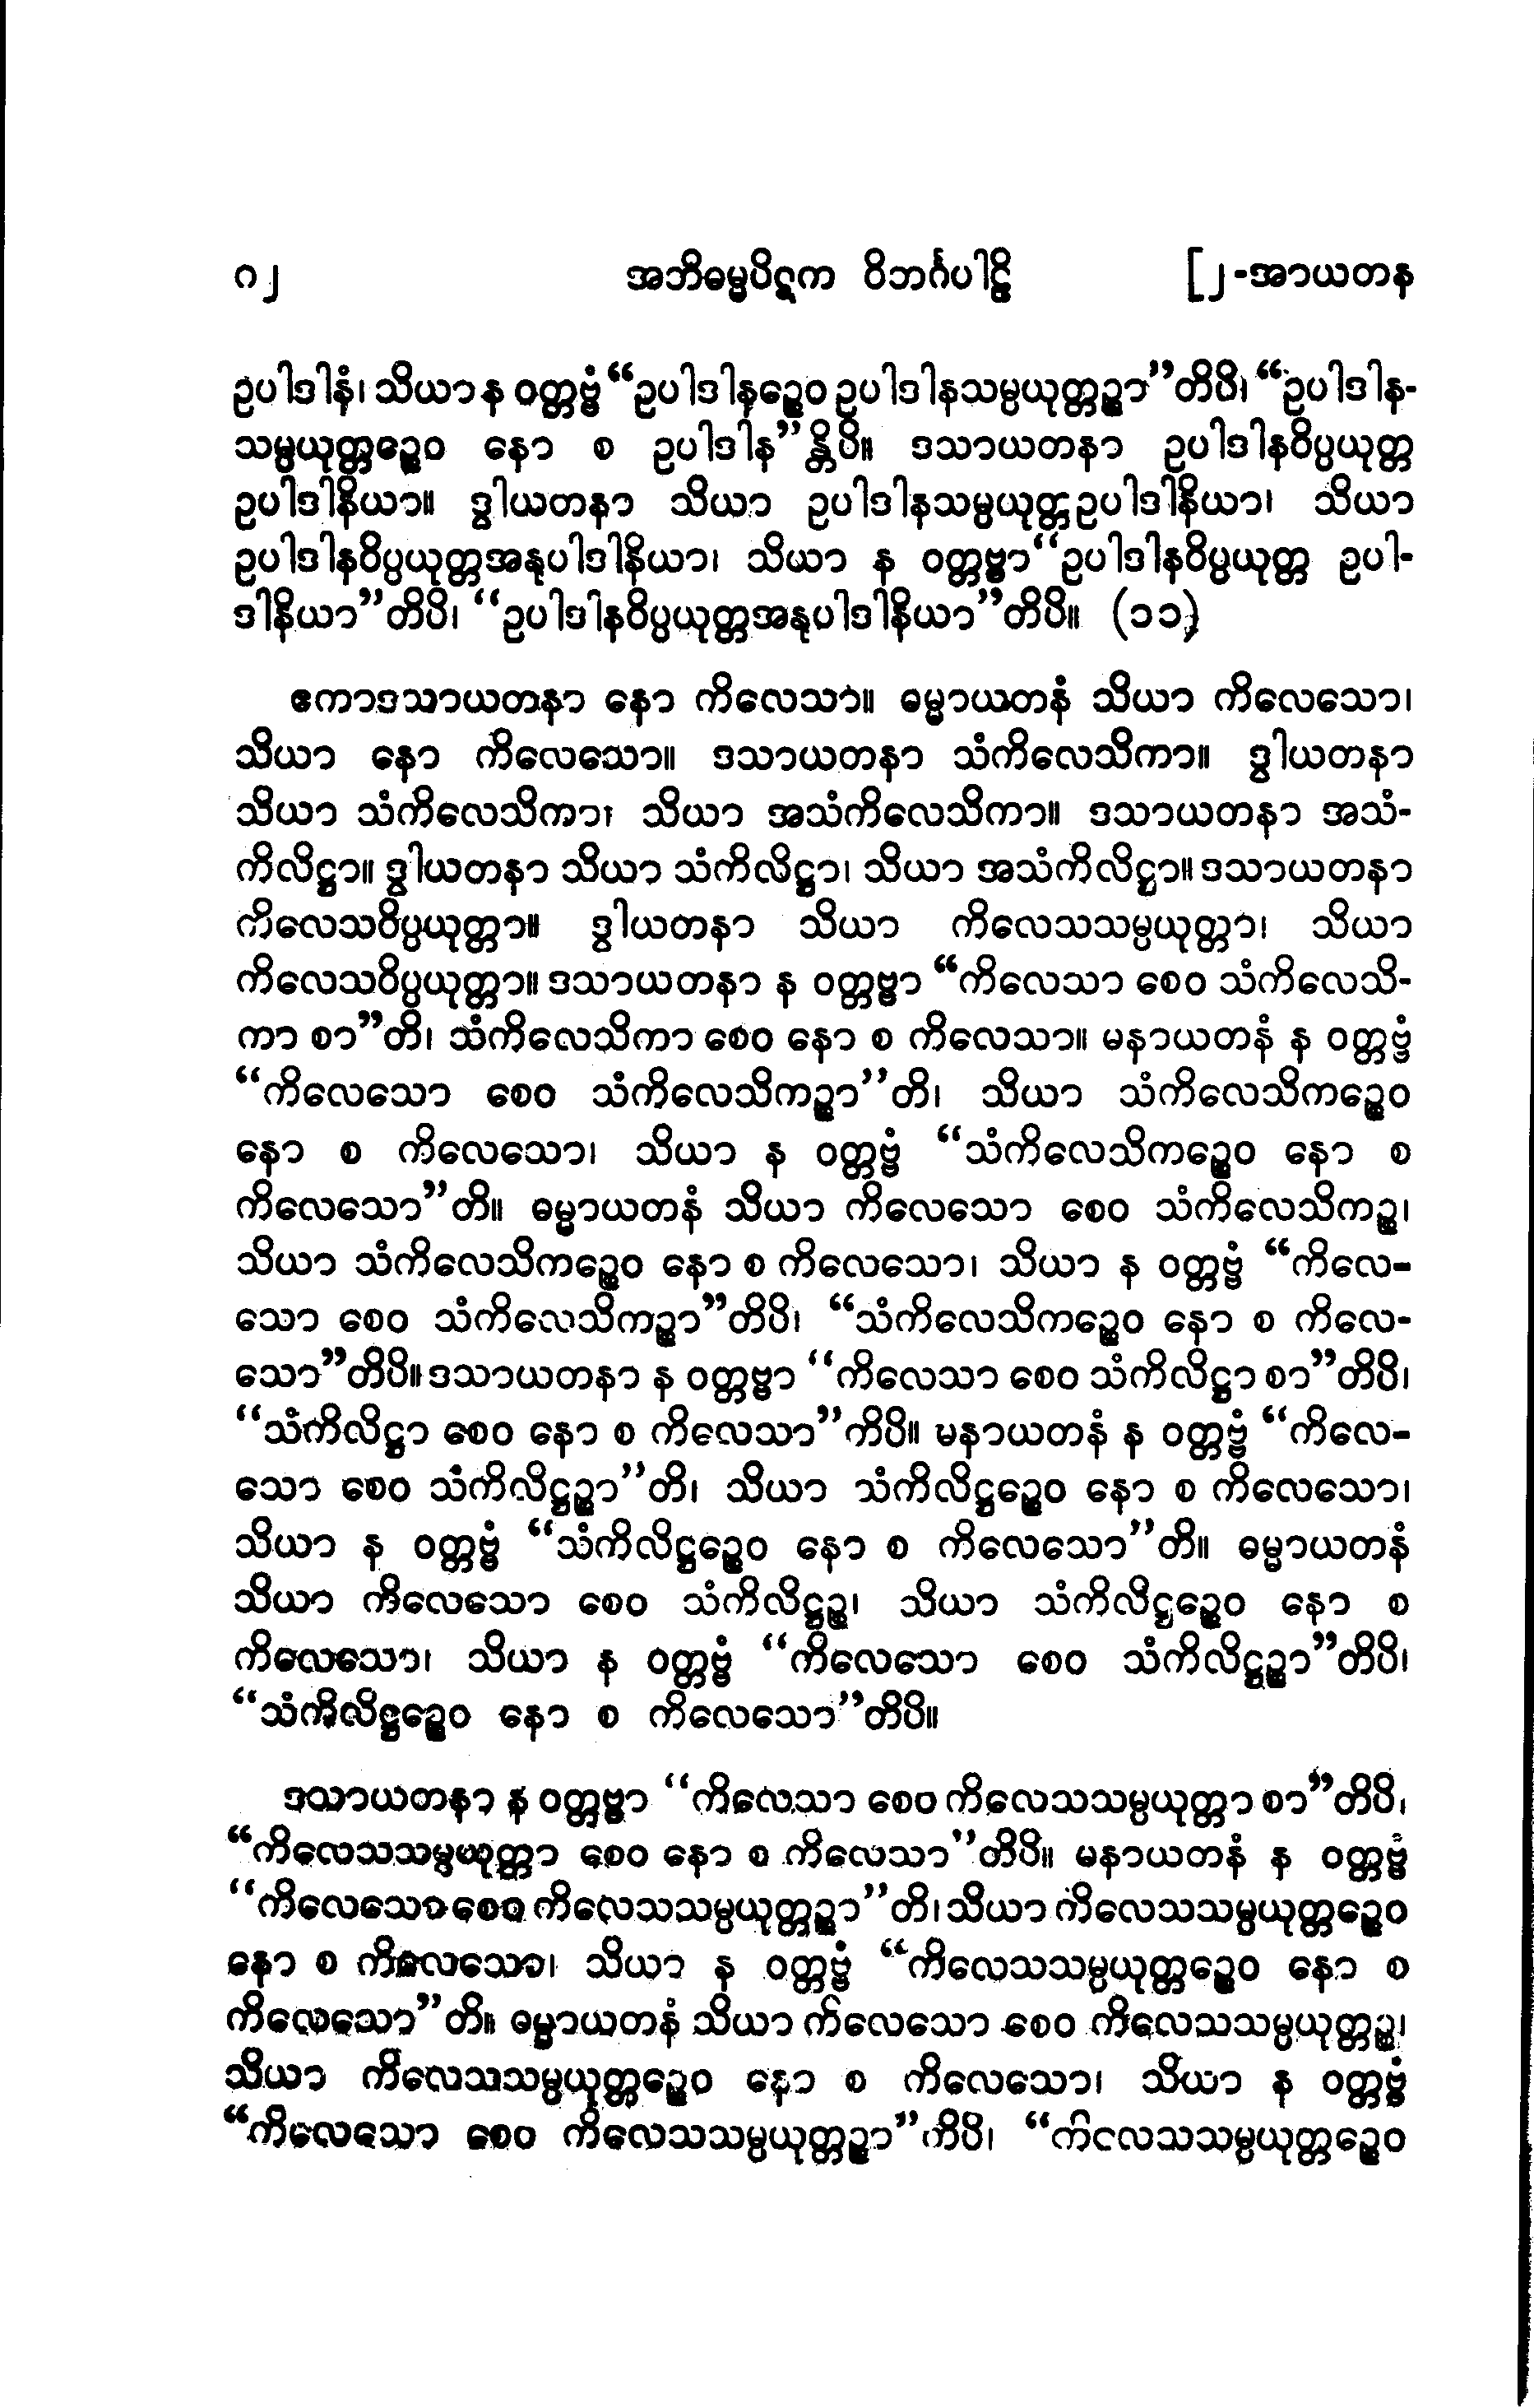 ဂ၂ အဘိဓမ္မပိဋက ဝိဘင်္ဂပါဠိ [၂-အာယတန
ဥပါဒါနံ၊ သိယာ န ဝတ္တဗ္ဗံ “ဥပါဒါနဉ္စေဝ ဥပါဒါနသမ္ပယုတ္တဉ္စာ”တိပိ၊ “ဥပါဒါန-
သမ္ပယုတ္တဉ္စေဝ နော စ ဥပါဒါန”န္တိပိ။ ဒသာယတနာ ဥပါဒါနဝိပ္ပယုတ္တ
ဥပါဒါနိယာ။ ဒွါယတနာ သိယာ ဥပါဒါနသမ္ပယုတ္တဥပါဒါနိယာ၊ သိယာ
ဥပါဒါနဝိပ္ပယုတ္တအနုပါဒါနိယာ၊ သိယာ န ဝတ္တဗ္ဗာ “ဥပါဒါနဝိပ္ပယုတ္တ ဥပါ-
ဒါနိယာ”တိပိ၊ “ဥပါဒါနဝိပ္ပယုတ္တအနုပါဒါနိယာ”တိပိ။ (၁၁)
ဧကာဒသာယတနာ နော ကိလေသာ။ ဓမ္မာယတနံ သိယာ ကိလေသော၊
သိယာ နော ကိလေသော။ ဒသာယတနာ သံကိလေသိကာ။ ဒွါယတနာ
သိယာ သံကိလေသိကာ၊ သိယာ အသံကိလေသိကာ။ ဒသာယတနာ အသံ-
ကိလိဋ္ဌာ။ ဒွါယတနာ သိယာ သံကိလိဋ္ဌာ၊ သိယာ အသံကိလိဋ္ဌာ။ ဒသာယတနာ
ကိလေသဝိပ္ပယုတ္တာ။ ဒွါယတနာ သိယာ ကိလေသသမ္ပယုတ္တာ၊ သိယာ
ကိလေသဝိပ္ပယုတ္တာ။ ဒသာယတနာ န ဝတ္တဗ္ဗာ “ကိလေသာ စေဝ သံကိလေသိ-
ကာ စာ”တိ၊ သံကိလေသိကာ စေဝ နော စ ကိလေသာ။ မနာယတနံ န ဝတ္တဗ္ဗံ
“ကိလေသော စေဝ သံကိလေသိကဉ္စာ”တိ၊ သိယာ သံကိလေသိကဉ္စေဝ
နော စ ကိလေသော၊ သိယာ န ဝတ္တဗ္ဗံ “သံကိလေသိကဉ္စေဝ နော စ
ကိလေသော”တိ။ ဓမ္မာယတနံ သိယာ ကိလေသော စေဝ သံကိလေသိကဉ္စ၊
သိယာ သံကိလေသိကဉ္စေဝ နော စ ကိလေသော၊ သိယာ န ဝတ္တဗ္ဗံ “ကိလေ-
သော စေဝ သံကိလေသိကဉ္စာ”တိပိ၊ “သံကိလေသိကဉ္စေဝ နော စ ကိလေ-
သော”တိပိ။ ဒသာယတနာ န ဝတ္တဗ္ဗာ “ကိလေသာ စေဝ သံကိလိဋ္ဌာ စာ”တိပိ၊
“သံကိလိဋ္ဌာ စေဝ နော စ ကိလေသာ”ကိပိ။ မနာယတနံ န ဝတ္တဗ္ဗံ “ကိလေ-
သော စေဝ သံကိလိဋ္ဌဉ္စာ”တိ၊ သိယာ သံကိလိဋ္ဌဉ္စေဝ နော စ ကိလေသော၊
သိယာ န ဝတ္တဗ္ဗံ “သံကိလိဋ္ဌဉ္စေဝ နော စ ကိလေသော”တိ။ ဓမ္မာယတနံ
သိယာ ကိလေသော စေဝ သံကိလိဋ္ဌဉ္စ၊ သိယာ သံကိလိဋ္ဌဉ္စေဝ နော စ
ကိလေသော၊ သိယာ န ဝတ္တဗ္ဗံ “ကိလေသော စေဝ သံကိလိဋ္ဌဉ္စာ”တိပိ၊
“သံကိလိဋ္ဌဉ္စေဝ နော စ ကိလေသော”တိပိ။
ဒသာယတနာ န ဝတ္တဗ္ဗာ “ကိလေသာ စေဝ ကိလေသသမ္ပယုတ္တာ စာ”တိပိ၊
“ကိလေသသမ္ပယုတ္တာ စေဝ နော စ ကိလေသာ”တိပိ။ မနာယတနံ န ဝတ္တဗ္ဗံ
“ကိလေသော စေဝ ကိလေသသမ္ပယုတ္တဉ္စာ”တိ၊ သိယာ ကိလေသသမ္ပယုတ္တဉ္စေဝ
နော စ ကိလေသော၊ သိယာ န ဝတ္တဗ္ဗံ “ကိလေသသမ္ပယုတ္တဉ္စေဝ နော စ
ကိလေသော”တိ။ ဓမ္မာယတနံ သိယာ ကိလေသော စေဝ ကိလေသသမ္ပယုတ္တဉ္စ၊
သိယာ ကိလေသသမ္ပယုတ္တဉ္စေဝ နော စ ကိလေသော၊ သိယာ န ဝတ္တဗ္ဗံ
“ကိလေသော စေဝ ကိလေသသမ္ပယုတ္တဉ္စာ”ကိပိ၊ “ကိလေသသမ္ပယုတ္တဉ္စေဝ